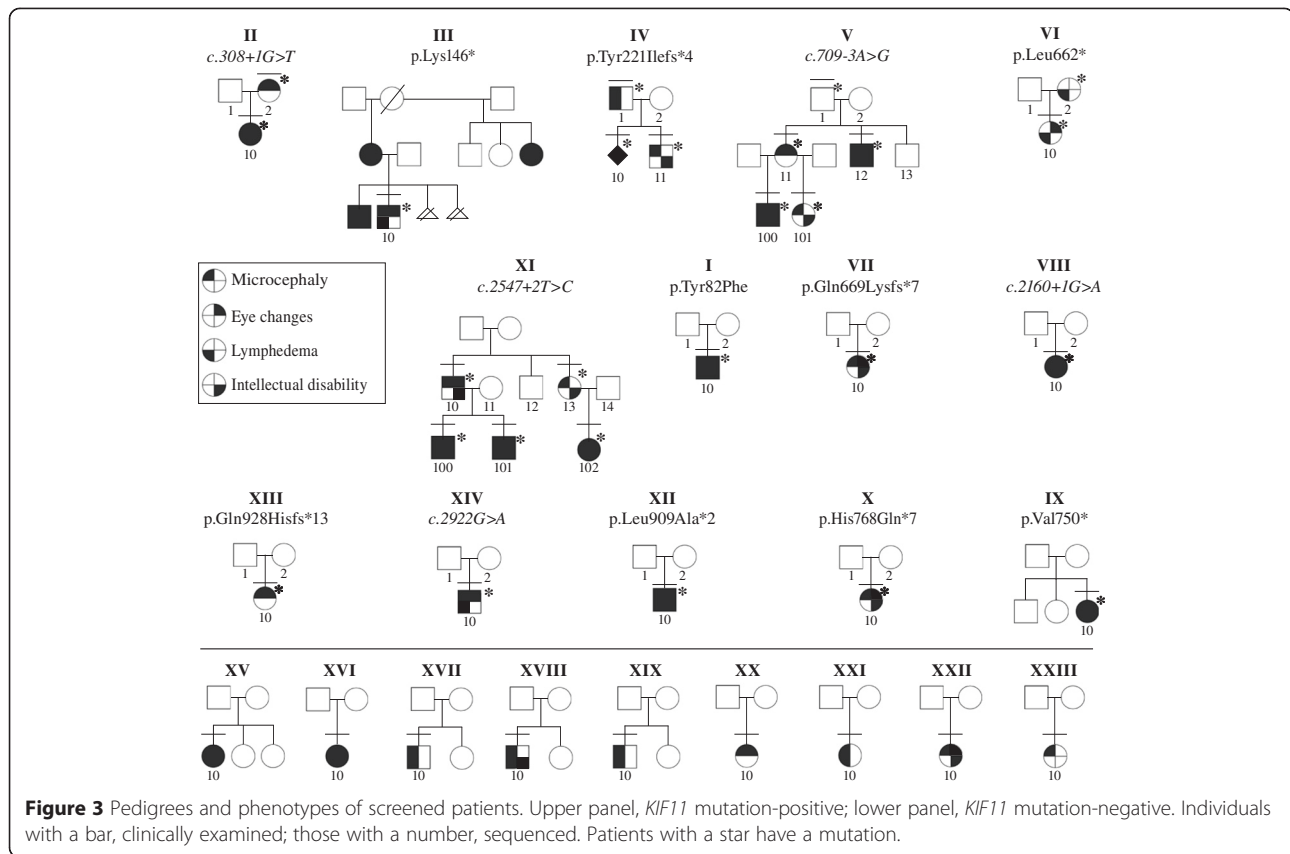 II III IV V VI
c.308+1G>T p.Lys146* p.Tyr221Ilefs*4 c.709-3A>G p.Leu662*
* * * *
1 2 1 2 1 2 1 2
* * * * * *
10 10 11 11 12 13 10
* * *
10 100 101
Microcephaly
Eye changes
Lymphedema
Intellectual disability
XI I VII VIII
c.2547+2T>C p.Tyr82Phe p.Gln669Lysfs*7 c.2160+1G>A
1 2 1 2 1 2
* * * * *
10 11 12 13 14 10 10 10
* * *
100 101 102
XIII XIV XII X IX
p.Gln928Hisfs*13 c.2922G>A p.Leu909Ala*2 p.His768Gln*7 p.Val750*
1 2 1 2 1 2 1 2
* * * * *
10 10 10 10 10
XV XVI XVII XVIII XIX XX XXI XXII XXIII
10 10 10 10 10 10 10 10 10
Figure 3 Pedigrees and phenotypes of screened patients. Upper panel, KIF11 mutation-positive; lower panel, KIF11 mutation-negative. Individuals
with a bar, clinically examined; those with a number, sequenced. Patients with a star have a mutation.